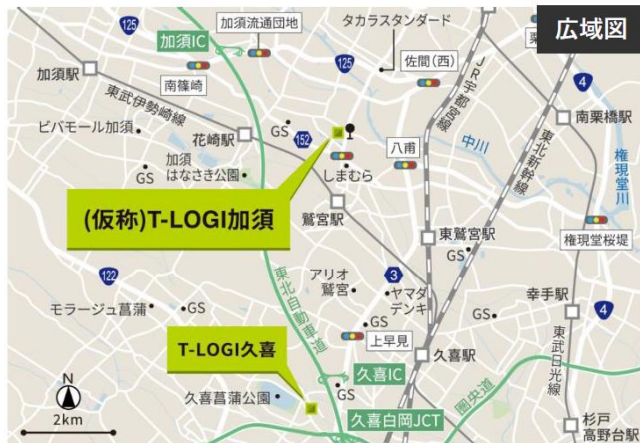 広域図
125
加須IC
加須流通団地
タカラスタンダード
佐間(西)
125
4
加須駅
南篠崎
JR宇都宮線
東北新幹線
南栗橋駅
東武伊勢崎線
ビバモール加須
花崎駅
GS
152
中川
権現堂川
八甫
加須
はなさき公園
GS
しまむら
(仮称)T-LOGI加須
鷲宮駅
東鷲宮駅
権現堂桜堤
GS
122
東北自動車道
アリオ
鷲宮
3
ヤマダ
デンキ
幸手駅
4
モラージュ菖蒲
GS
GS
GS
上早見
東武日光線
T-LOGI久喜
久喜駅
久喜IC
圏央道
N
2km
久喜菖蒲公園
GS
久喜白岡JCT
杉戸
高野台駅